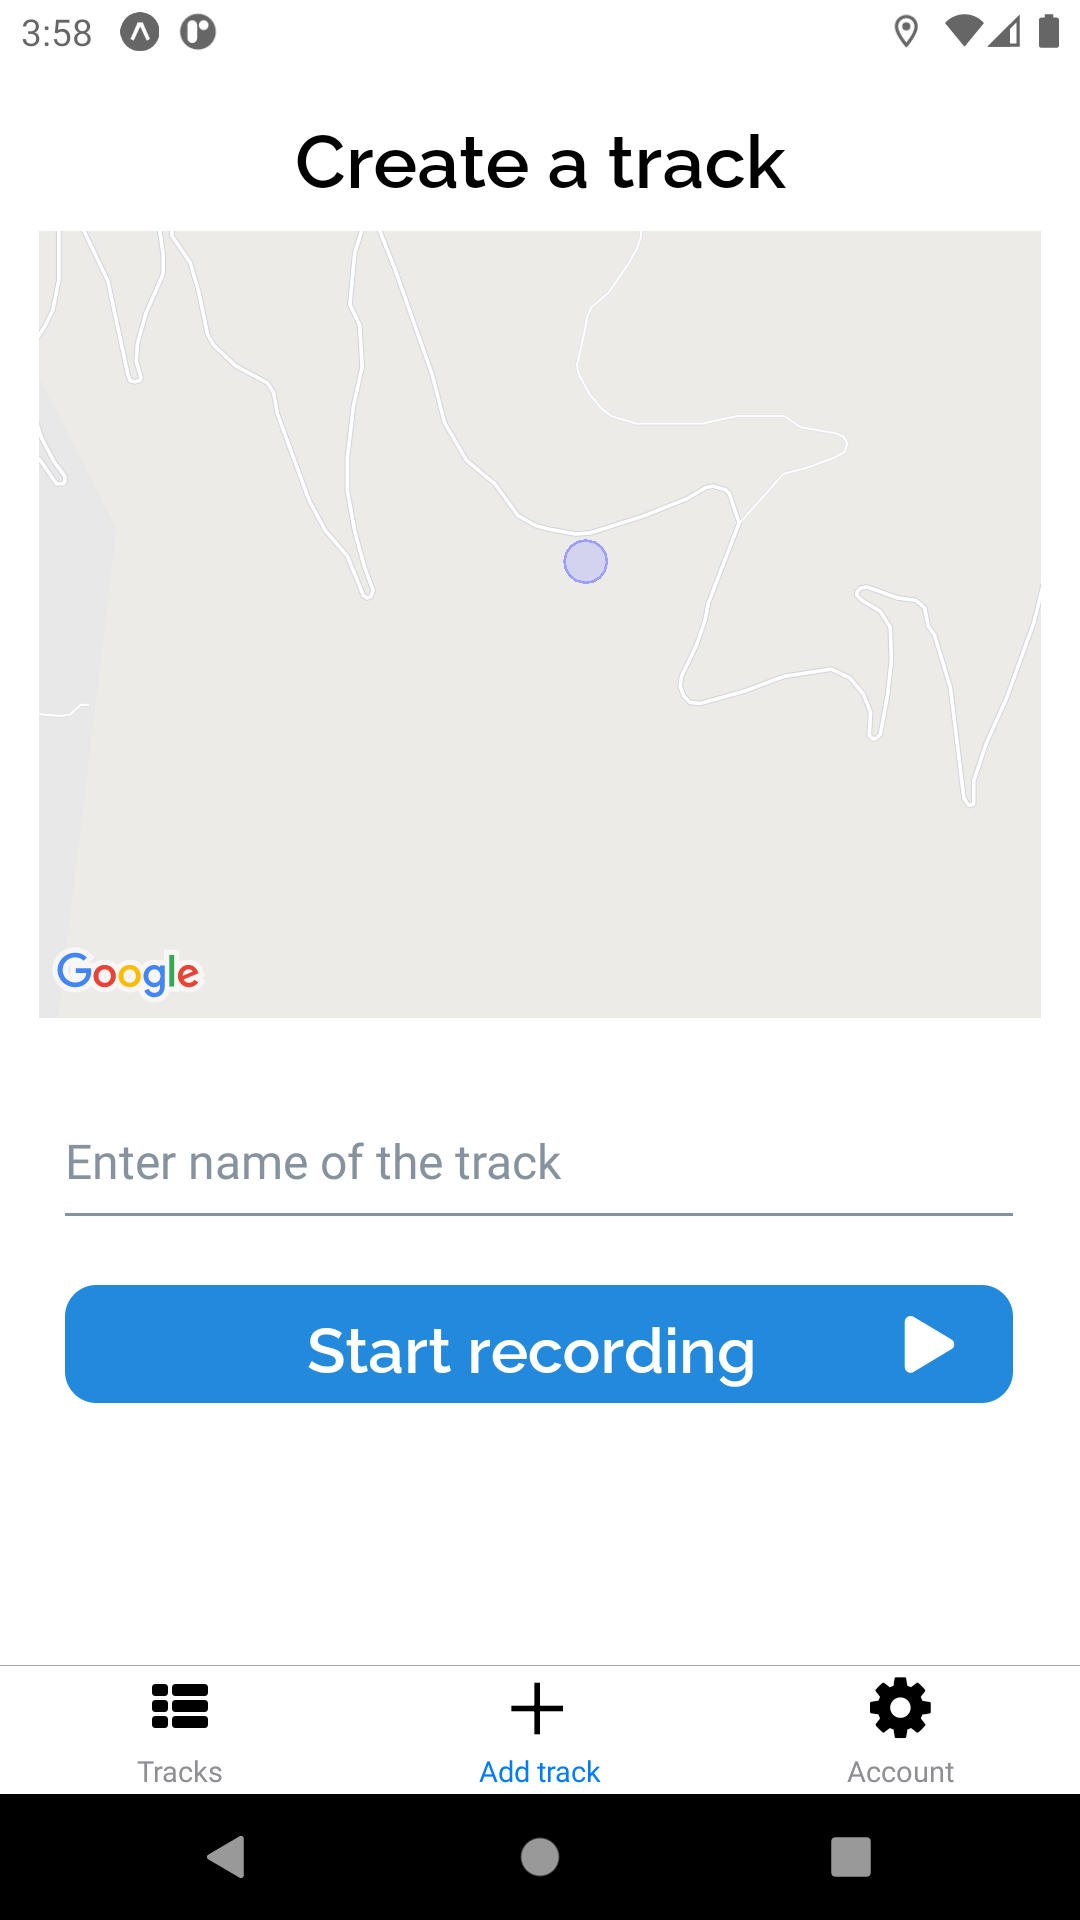 3:58
Create a track
Google
Enter name of the track
Start recording
Tracks
Add track
Account